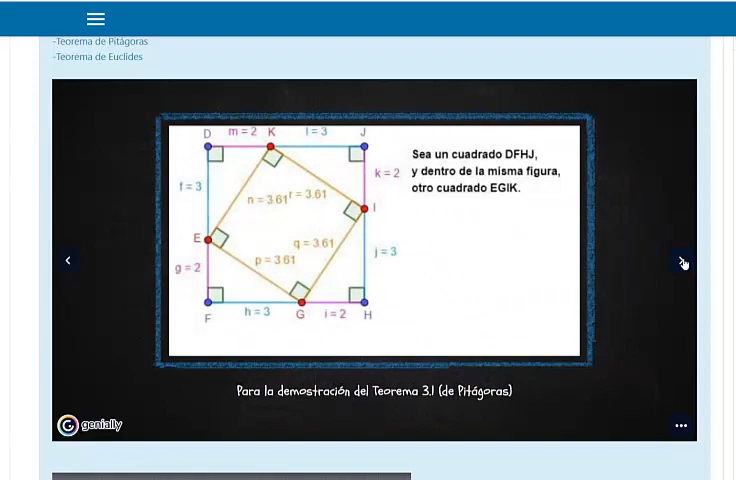 -Teorema de Pitágoras
-Teorema de Euclides
D m = 2 K l = 3 J
Sea un cuadrado DFHJ,
y dentro de la misma figura,
otro cuadrado EGIK.
k = 2
f = 3
n = 3.61
r = 3.61
I
E
q = 3.61
j = 3
p = 3.61
g = 2
F h = 3 G i = 2 H
Para la demostración del Teorema 3.1 (de Pitágoras)
genially